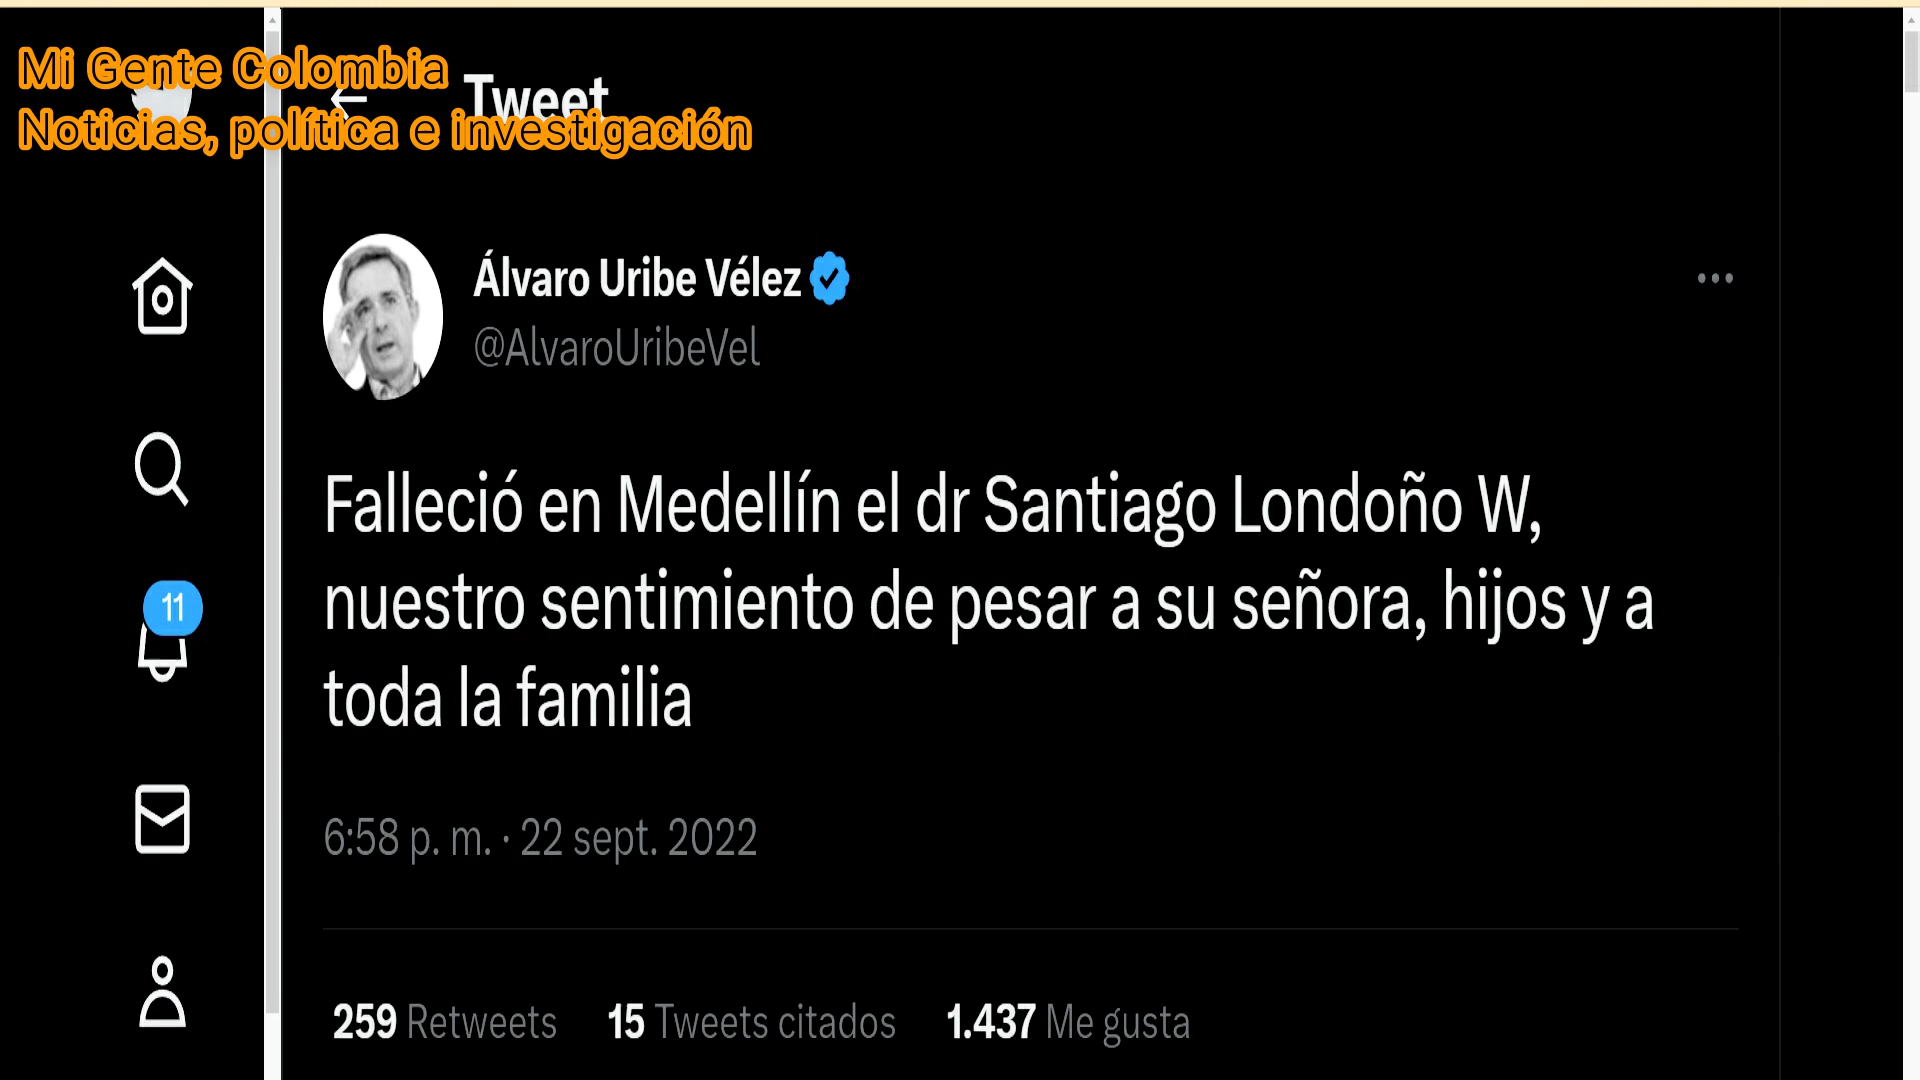 Mi Gente Colombia
Noticias, política e investigación
Tweet
Álvaro Uribe Vélez
@AlvaroUribeVel
Falleció en Medellín el dr Santiago Londoño W,
nuestro sentimiento de pesar a su señora, hijos y a
toda la familia
11
6:58 p. m. · 22 sept. 2022
259 Retweets 15 Tweets citados 1.437 Me gusta